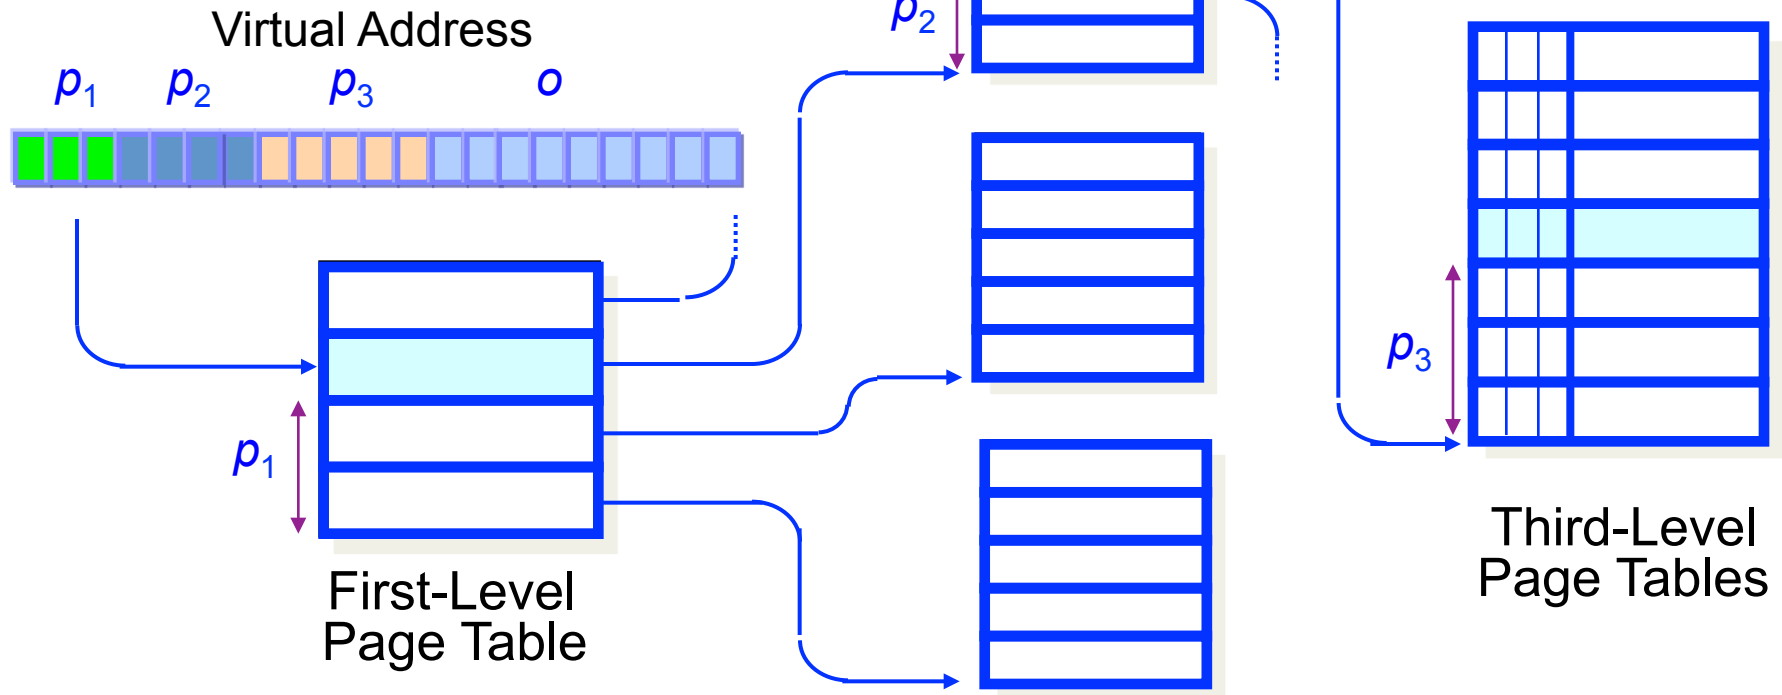 Virtual Address
p1 p2 p3 o
p2
p1
First-Level
Page Table
p3
Third-Level
Page Tables